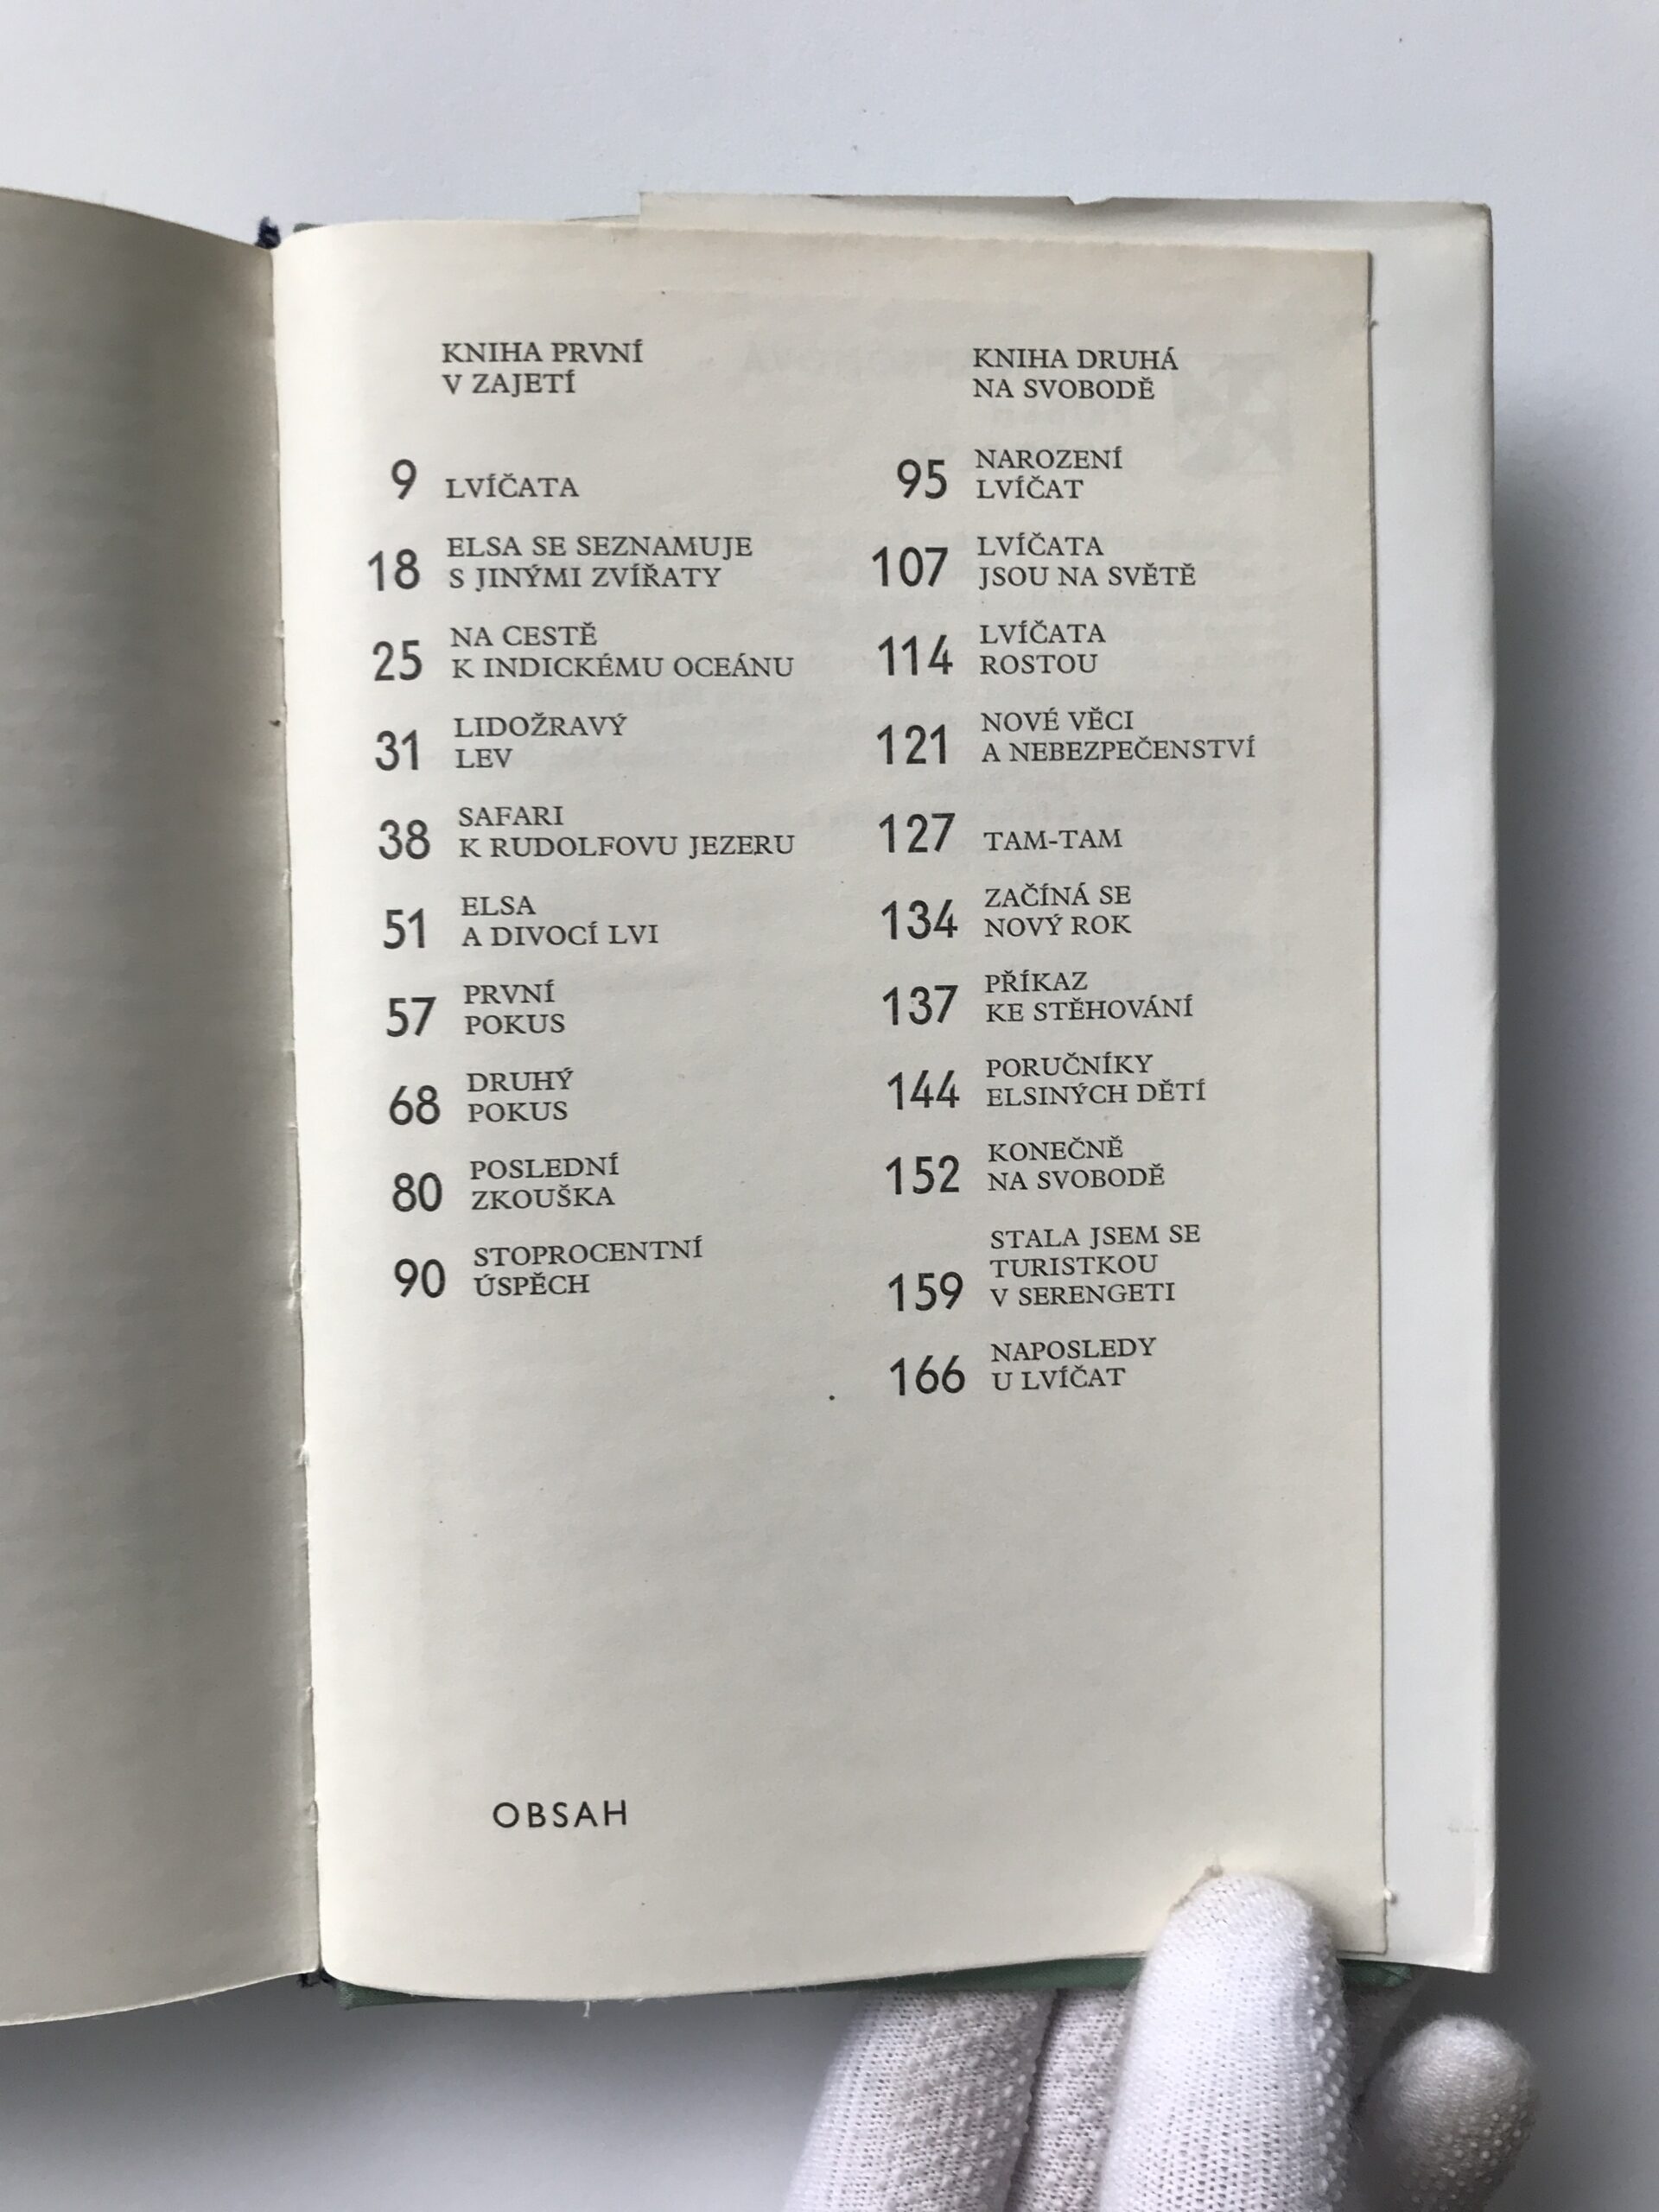 KNIHA PRVNÍ
V ZAJETÍ
9 LVÍČATA
18 ELSA SE SEZNAMUJE
S JINÝMI ZVÍŘATY
25 NA CESTĚ
K INDICKÉMU OCEÁNU
31 LIDOŽRAVÝ
LEV
38 SAFARI
K RUDOLFOVU JEZERU
51 ELSA
A DIVOCÍ LVI
57 PRVNÍ
POKUS
68 DRUHÝ
POKUS
80 POSLEDNÍ
ZKOUŠKA
90 STOPROCENTNÍ
ÚSPĚCH
KNIHA DRUHÁ
NA SVOBODĚ
95 NAROZENÍ
LVÍČAT
107 LVÍČATA
JSOU NA SVĚTĚ
114 LVÍČATA
ROSTOU
121 NOVÉ VĚCI
A NEBEZPEČENSTVÍ
127 TAM-TAM
134 ZAČÍNÁ SE
NOVÝ ROK
137 PŘÍKAZ
KE STĚHOVÁNÍ
144 PORUČNÍKY
ELSINÝCH DĚTÍ
152 KONEČNĚ
NA SVOBODĚ
159 STALA JSEM SE
TURISTKOU
V SERENGETI
166 NAPOSLEDY
U LVÍČAT
OBSAH